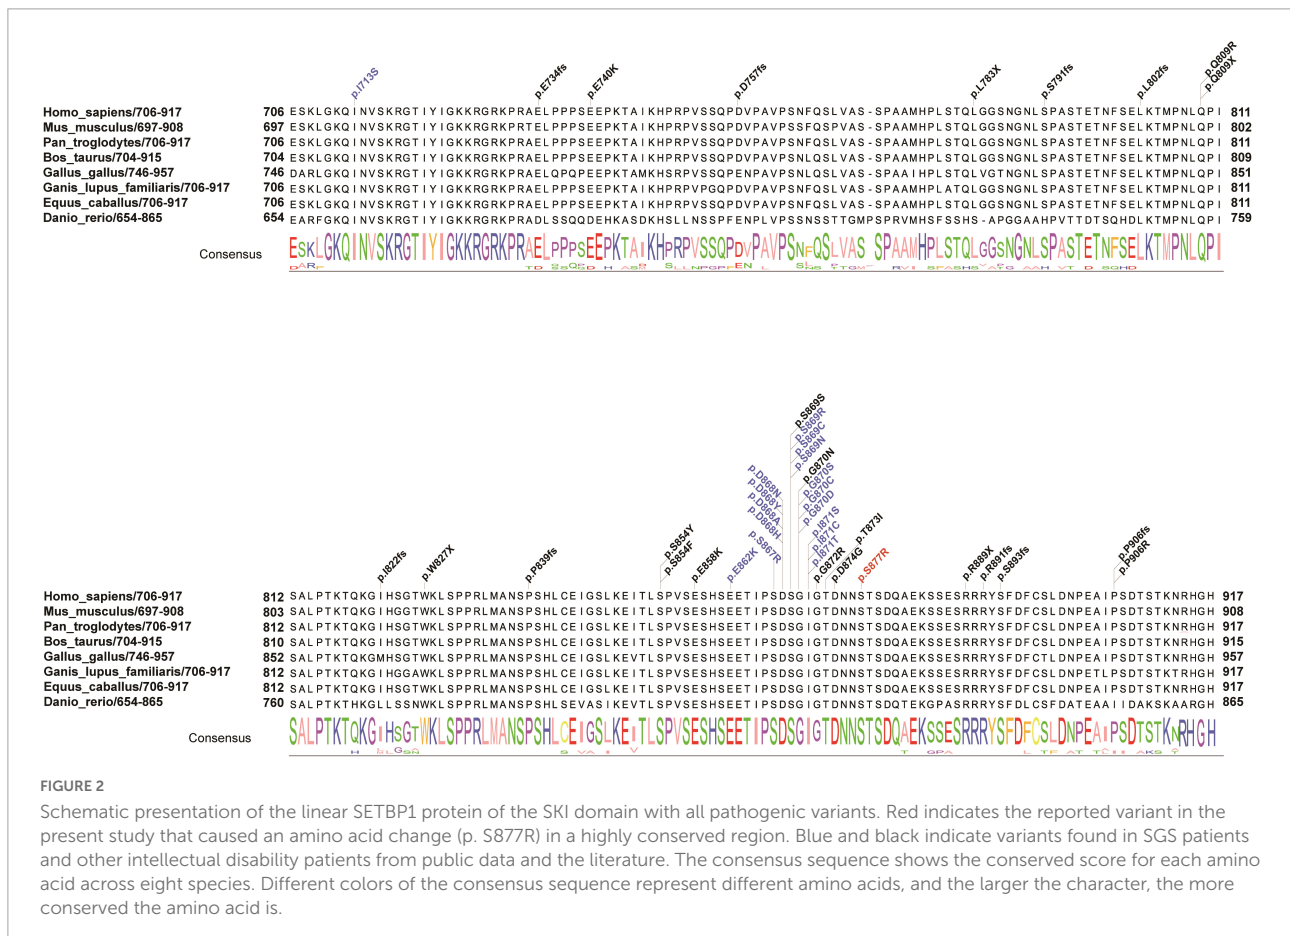 p.I713S
p.E734fs
p.E740K
p.D757fs
p.L783X
p.S791fs
p.L802fs
p.Q809R
p.Q809X
Homo_sapiens/706-917 706 ESKLGKQINVSKRGTIYIGKKRGRKPRAELPPPSEEPKTAIKHPRPVSSQPDVPAVPSNFQSLVAS-SPAAMHPLSTQLGGSNGNLSPASTETNFSELKTMPNLQPI 811
Mus_musculus/697-908 697 ESKLGKQINVSKRGTIYIGKKRGRKPRTELPPPSEEPKTAIKHPRPVSSQPDVPAVPSSFQSPVAS-SPAAMHPLSTQLGGSNGNLSPASTETNFSELKTMPNLQPI 802
Pan_troglodytes/706-917 706 ESKLGKQINVSKRGTIYIGKKRGRKPRAELPPPSEEPKTAIKHPRPVSSQPDVPAVPSNFQSLVAS-SPAAMHPLSTQLGGSNGNLSPASTETNFSELKTMPNLQPI 811
Bos_taurus/704-915 704 ESKLGKQINVSKRGTIYIGKKRGRKPRAELPPPSEEPKTAIKHPRPVSSQPDVPAVPSNLQSLVAS-SPAAMHPLSTQLGGSNGNLSPASTETNFSELKTMPNLQPI 809
Gallus_gallus/746-957 746 DARLGKQINVSKRGTIYIGKKRGRKPRAELQPQPEEPKTAMKHSRPVSSQPENPAVPSNFQSLVAS-SPAAIHPLATQLVGTNGNLSPASTETNFSELKTMPNLQPI 851
Ganis_lupus_familiaris/706-917 706 ESKLGKQINVSKRGTIYIGKKRGRKPRAELPPPSEEPKTAIKHPRPVPGQPDVPAVPSNFQSLVAS-SPAAMHPLATQLGGSNGNLSPASTETNFSELKTMPNLQPI 811
Equus_caballus/706-917 706 ESKLGKQINVSKRGTIYIGKKRGRKPRAELPPPSEEPKTAIKHPRPVSSQPDVPAVPSNFQSLVAS-SPAAMHPLSTQLGGSNGNLSPASTETNFSELKTMPNLQPI 811
Danio_rerio/654-865 654 EARFGKQINVSKRGTIYIGKKRGRKPRADLSSQQDEHKASDKHSLLNSSPFENPLVPSSNSSTTGMPSPRVMHSFSSHS-APGGAAHPVTTDTSQHDLKTMPNLQPI 759
Consensus ESKLGKQINVSKRGTIYIGKKRGRKPRAELPPPSEEPKTAIKHPRPVSSQPDVPAVPSNFQSLVAS SPAAMHPLSTQLGGSNGNLSPASTETNFSELKTMPNLQPI
p.I822fs
p.W827X
p.P839fs
p.S854Y
p.S854F
p.E858K
p.E862K
p.D868N
p.D868Y
p.D868A
p.D868H
p.S867R
p.S869S
p.S869R
p.S869C
p.S869N
p.G870N
p.G870S
p.G870C
p.G870D
p.I871S
p.I871C
p.I871T
p.G872R
p.T873I
p.D874G
p.S877R
p.R889X
p.R891fs
p.S893fs
p.P906fs
p.P906R
Homo_sapiens/706-917 812 SALPTKTQKGIHSGTWKLSPPRLMANSPSHLCEIGSLKEITLSPVSESHSEETIPSDSGIGTDNNSTSDQAEKSSESRRRYSFDFCSLDNPEAIPSDTSTKNRHGH 917
Mus_musculus/697-908 803 SALPTKTQKGIHSGTWKLSPPRLMANSPSHLCEIGSLKEITLSPVSESHSEETIPSDSGIGTDNNSTSDQAEKSSESRRRYSFDFCSLDNPEAIPSDTSTKNRHGH 908
Pan_troglodytes/706-917 812 SALPTKTQKGIHSGTWKLSPPRLMANSPSHLCEIGSLKEITLSPVSESHSEETIPSDSGIGTDNNSTSDQAEKSSESRRRYSFDFCSLDNPEAIPSDTSTKNRHGH 917
Bos_taurus/704-915 810 SALPTKTQKGIHSGTWKLSPPRLMANSPSHLCEIGSLKEITLSPVSESHSEETIPSDSGIGTDNNSTSDQAEKSSESRRRYSFDFCSLDNPEAIPSDTSTKNRHGH 915
Gallus_gallus/746-957 852 SALPTKTQKGMHSGTWKLSPPRLMANSPSHLCEIGSLKEVTLSPVSESHSEETIPSDSGIGTDNNSTSDQAEKSSESRRRYSFDFCTLDNPEAIPSDTSTKNRHGH 957
Ganis_lupus_familiaris/706-917 812 SALPTKTQKGIHGGAWKLSPPRLMANSPSHLCEIGSLKEITLSPVSESHSEETIPSDSGIGTDNNSTSDQAEKSSESRRRYSFDFCSLDNPETLPSDTSTKTRHGH 917
Equus_caballus/706-917 812 SALPTKTQKGIHSGTWKLSPPRLMANSPSHLCEIGSLKEITLSPVSESHSEETIPSDSGIGTDNNSTSDQAEKSSESRRRYSFDFCSLDNPEAIPSDTSTKNRHGH 917
Danio_rerio/654-865 760 SALPTKTHKGLLSSNWKLSPPRLMANSPSHLSEVASIKEVTLSPVSESHSEETIPSDSGIGTDNNSTSDQTEKGPASRRRYSFDLCSFDATEAAIIDAKSKAARGH 865
Consensus SALPTKTQKGIHSGTWKLSPPRLMANSPSHLCEIGSLKEITLSPVSESHSEETIPSDSGIGTDNNSTSDQAEKSSESRRRYSFDFCSLDNPEAIPSDTSTKNRHGH
FIGURE 2
Schematic presentation of the linear SETBP1 protein of the SKI domain with all pathogenic variants. Red indicates the reported variant in the
present study that caused an amino acid change (p. S877R) in a highly conserved region. Blue and black indicate variants found in SGS patients
and other intellectual disability patients from public data and the literature. The consensus sequence shows the conserved score for each amino
acid across eight species. Different colors of the consensus sequence represent different amino acids, and the larger the character, the more
conserved the amino acid is.